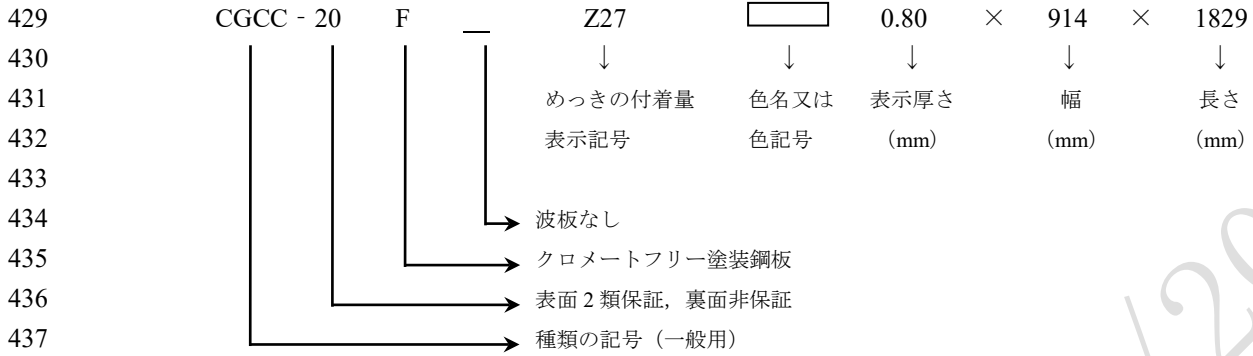 429 CGCC - 20 F _ Z27 0.80 × 914 × 1829
430 ↓ ↓ ↓ ↓ ↓
431 めっきの付着量 色名又は 表示厚さ 幅 長さ
432 表示記号 色記号 （mm） （mm） （mm）
433
434 波板なし
435 クロメートフリー塗装鋼板
436 表面 2 類保証，裏面非保証
437 種類の記号（一般用）